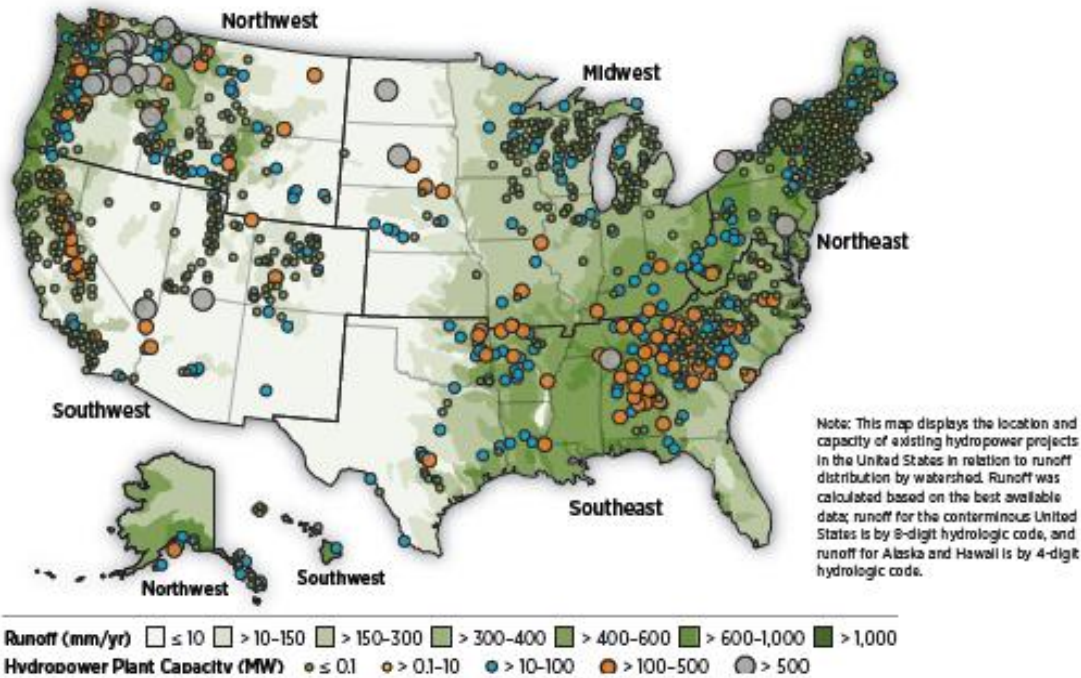 Northwest
Midwest
Northeast
Southwest
Southeast
Northwest
Southwest
Note: This map displays the location and
capacity of existing hydropower projects
in the United States in relation to runoff
distribution by watershed. Runoff was
calculated based on the best available
data; runoff for the conterminous United
States is by 8-digit hydrologic code, and
runoff for Alaska and Hawaii is by 4-digit
hydrologic code.
Runoff (mm/yr) ≤ 10 > 10-150 > 150-300 > 300-400 > 400-600 > 600-1,000 > 1,000
Hydropower Plant Capacity (MW) ≤ 0.1 > 0.1-10 > 10-100 > 100-500 > 500